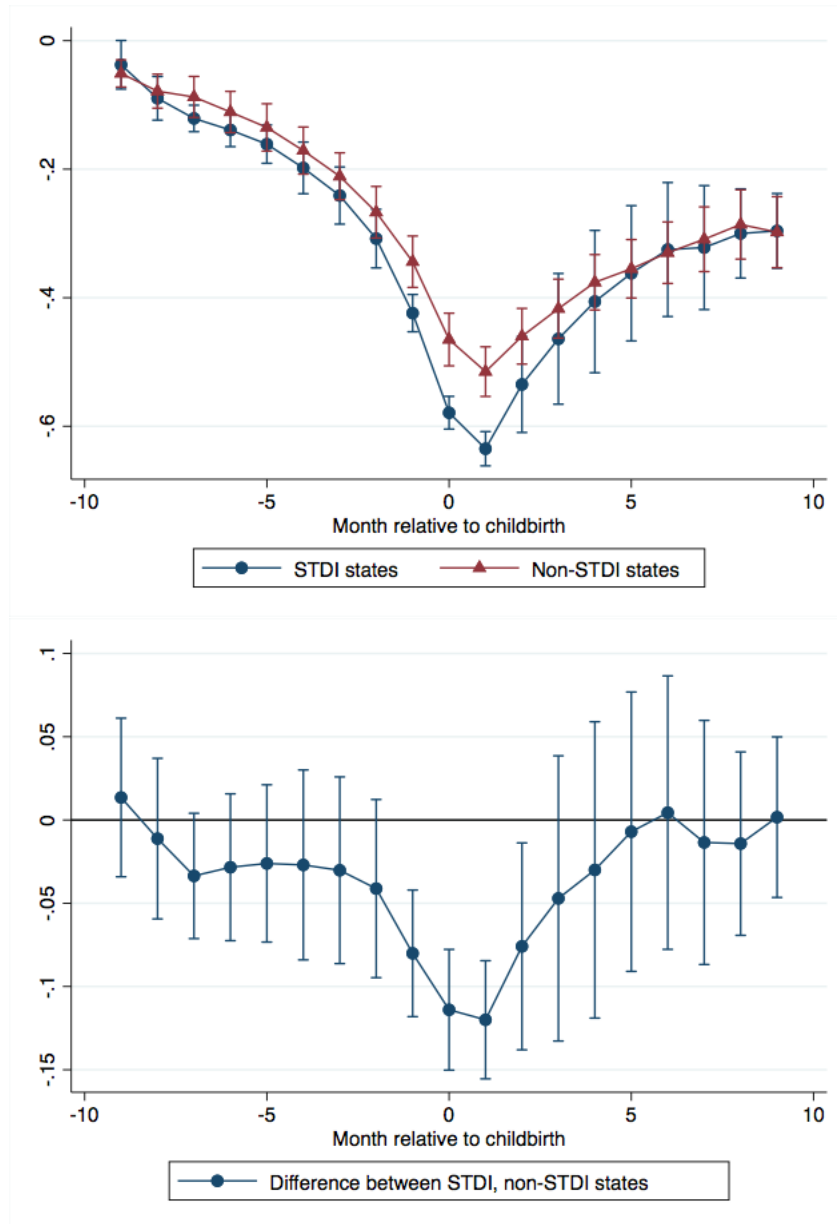 0
-.2
-.4
-.6
-10 -5 0 5 10
Month relative to childbirth
STDI states Non-STDI states
.1
.05
0
-.05
-.1
-.15
-10 -5 0 5 10
Month relative to childbirth
Difference between STDI, non-STDI states